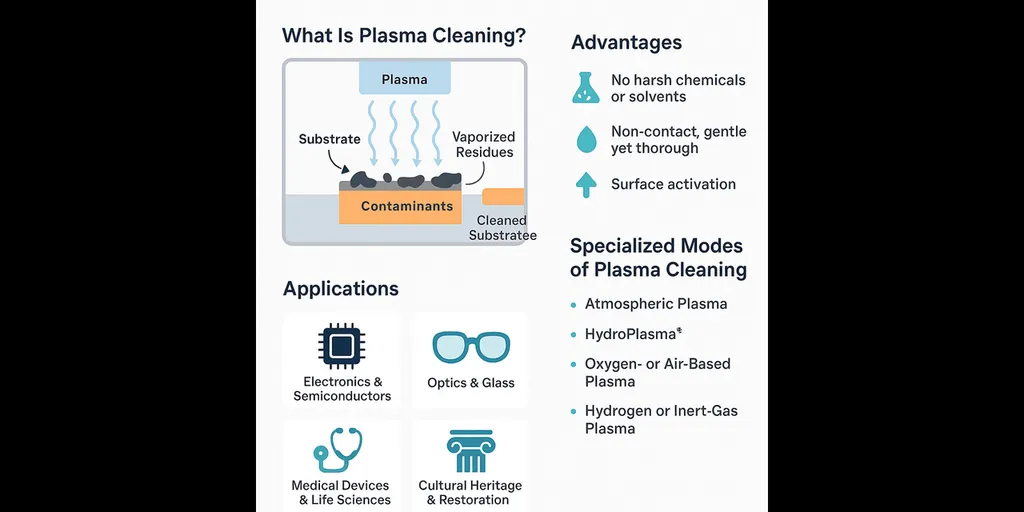 What Is Plasma Cleaning?
Plasma
Substrate
Vaporized
Residues
Contaminants
Cleaned
Substratee
Applications
Electronics &
Semiconductors
Optics & Glass
Medical Devices
& Life Sciences
Cultural Heritage
& Restoration
Advantages
No harsh chemicals
or solvents
Non-contact, gentle
yet thorough
Surface activation
Specialized Modes
of Plasma Cleaning
• Atmospheric Plasma
• HydroPlasma®
• Oxygen- or Air-Based
Plasma
• Hydrogen or Inert-Gas
Plasma